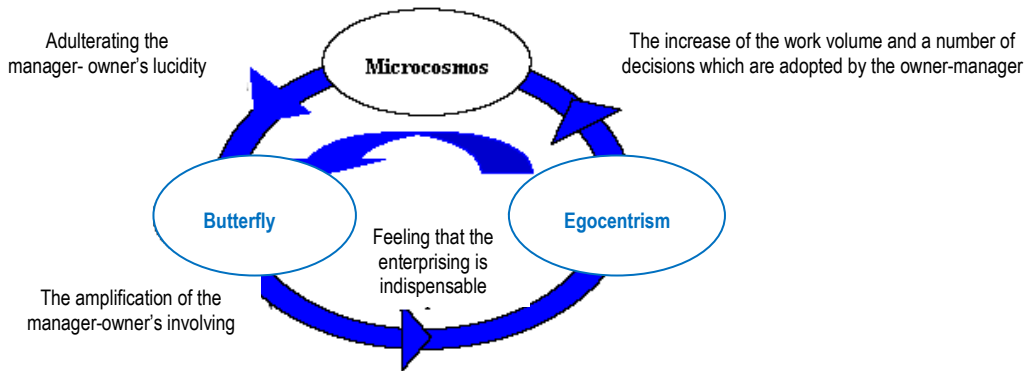 Adulterating the
manager- owner's lucidity
Microcosmos
The increase of the work volume and a number of
decisions which are adopted by the owner-manager
Butterfly
Egocentrism
Feeling that the
enterprising is
indispensable
The amplification of the
manager-owner's involving